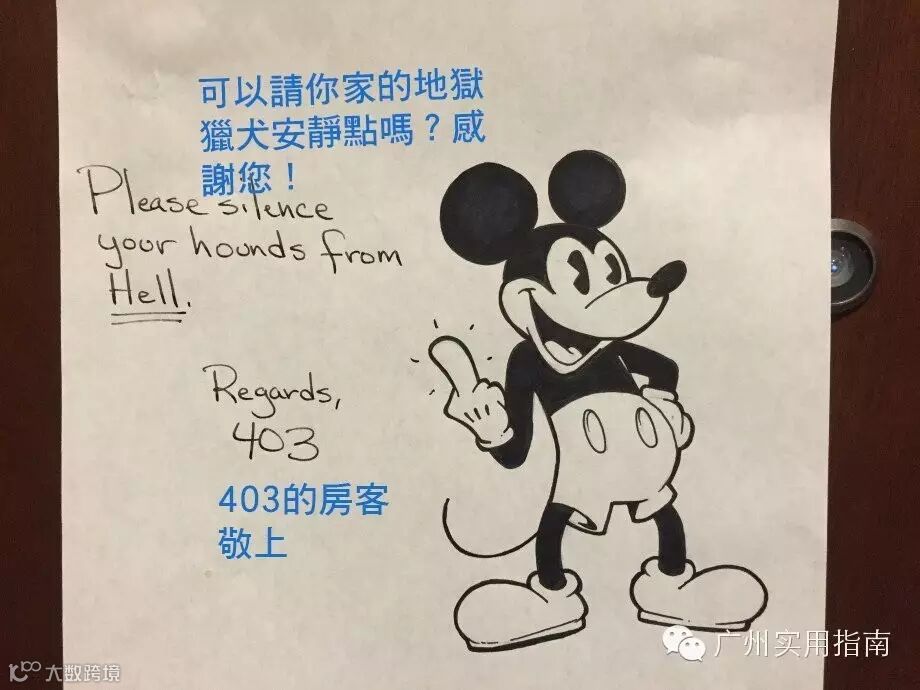 可以請你家的地獄
獵犬安靜點嗎？感
謝您！
Please silence
your hounds from
Hell.
Regards,
403
403的房客
敬上
广州实用指南
大数跨境